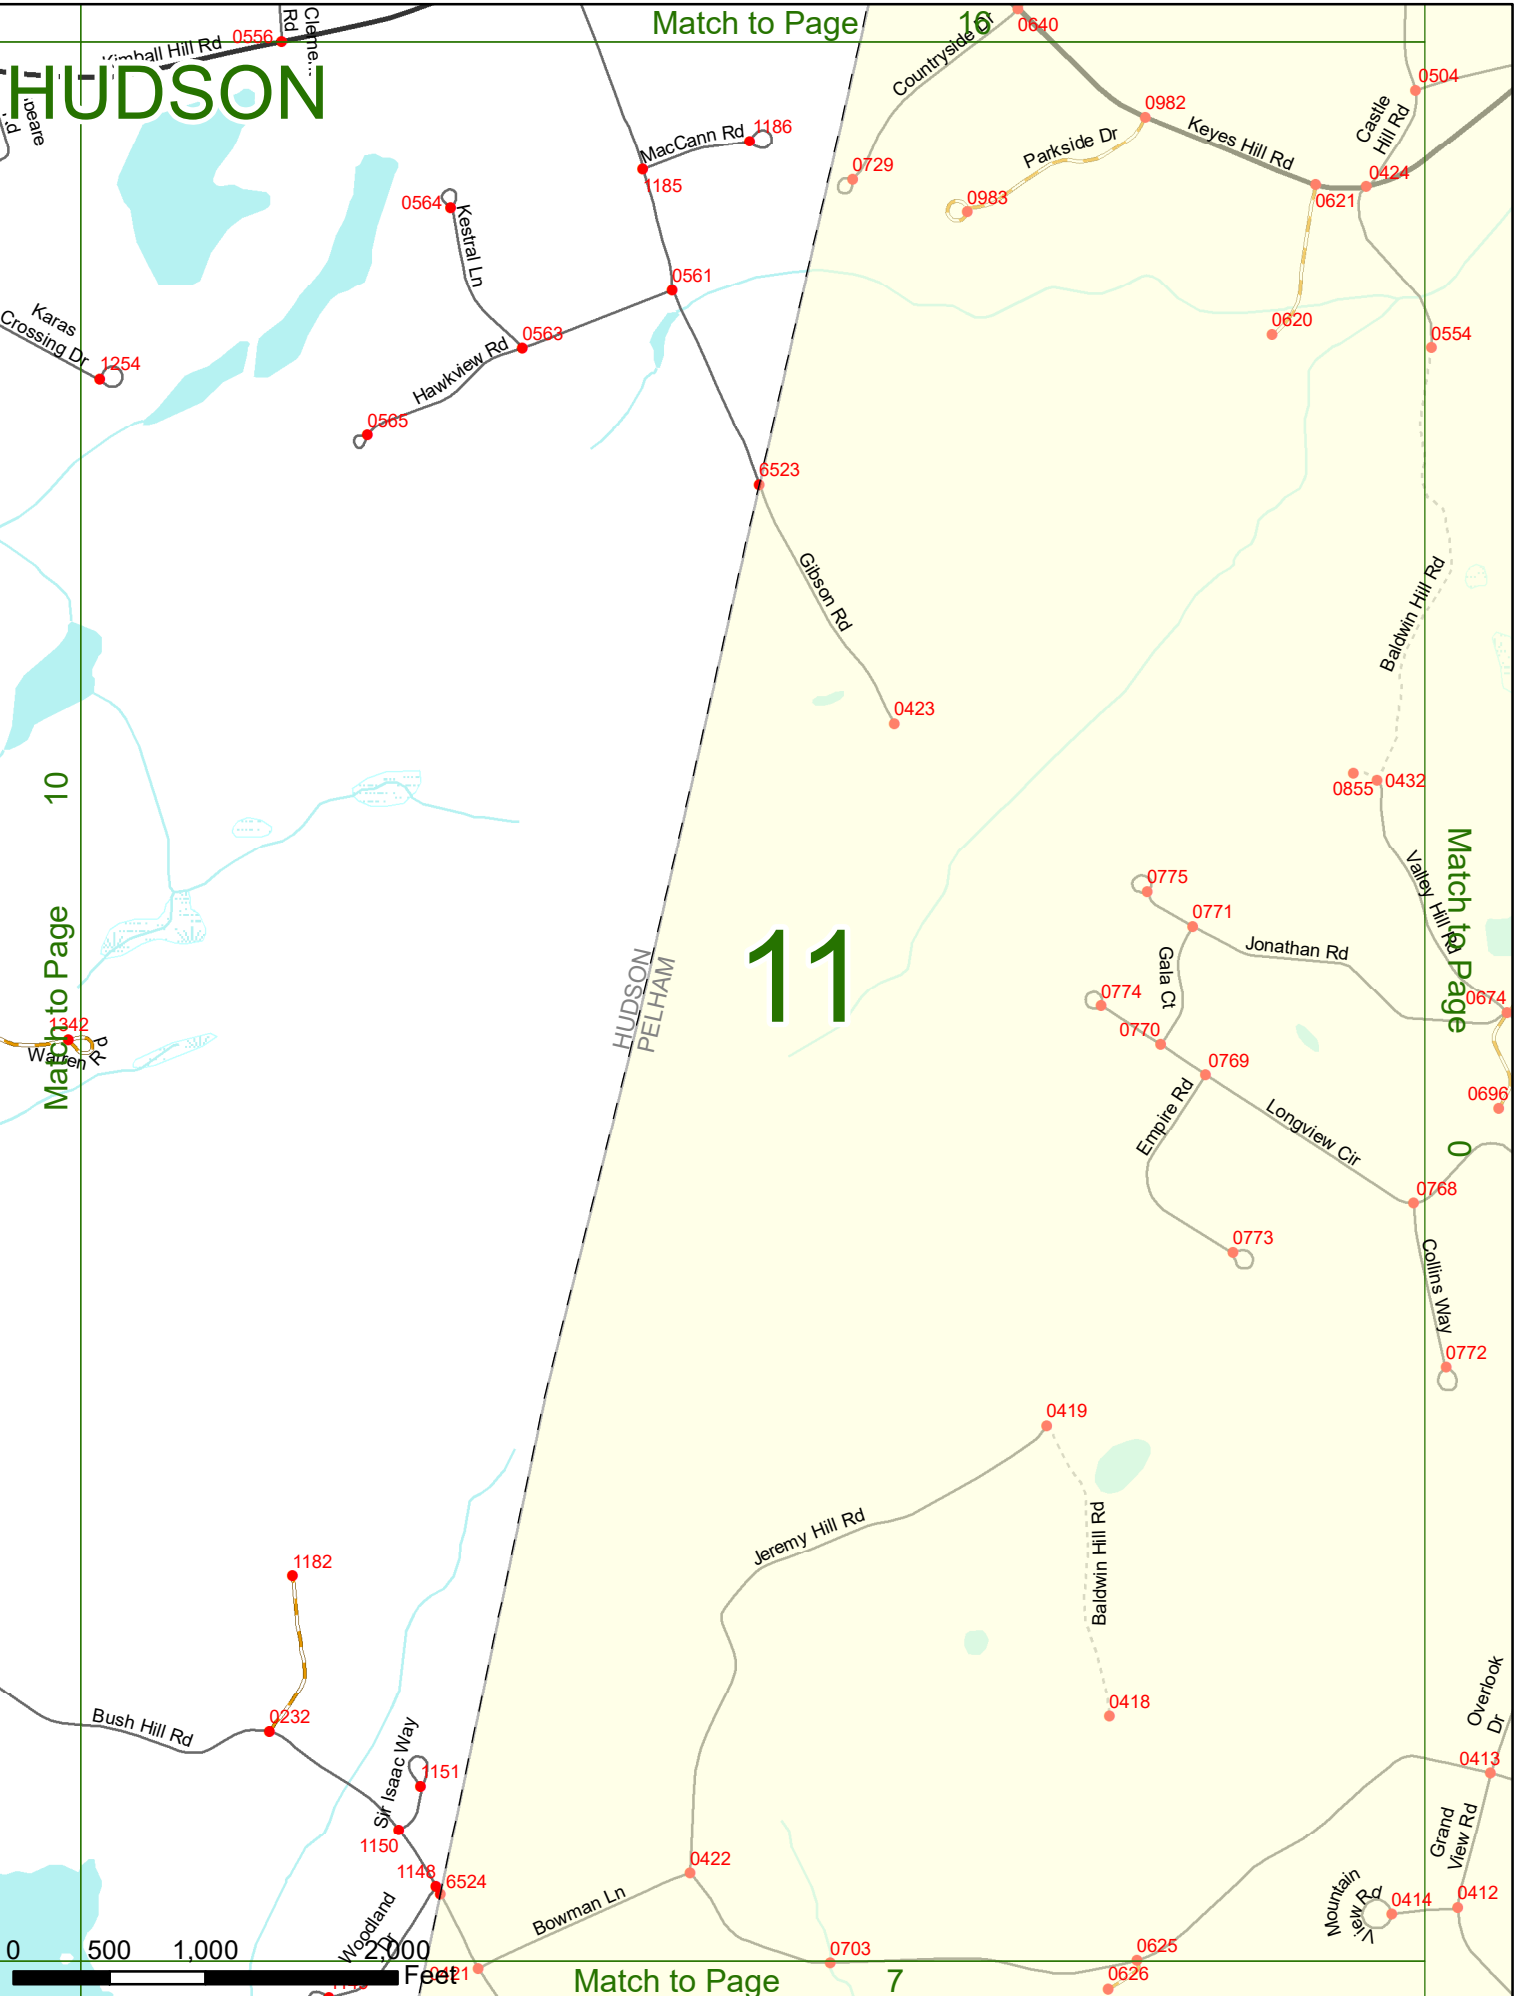 Match to Page 16
HUDSON
Kimball Hill Rd
0556
Rd
0640
Countryside Dr
0504
0982
Castle
Hill Rd
Keyes Hill Rd
Parkside Dr
MacCann Rd
1186
1185
0729
0424
0621
0983
0564
Kestral Ln
0561
0620
0554
Karas
Crossing Dr
1254
0563
Hawkview Rd
0565
6523
Gibson Rd
Baldwin Hill Rd
0423
0855
0432
Match to Page 10
Valley Hill Rd
Match to Page 0
0775
0771
Jonathan Rd
Gala Ct
11
HUDSON
PELHAM
0774
0770
0674
1342
Warren Rd
0769
0696
Empire Rd
Longview Cir
0768
0773
Collins Way
0772
0419
Jeremy Hill Rd
Baldwin Hill Rd
1182
0418
Overlook
Dr
Bush Hill Rd
0232
Sir Isaac Way
1151
0413
1150
Grand
View Rd
1148
6524
0422
Bowman Ln
Woodland
Dr
Mountain
View Rd
0414
0412
0 500 1,000 2,000
Feet
0421
0703
0625
0626
Match to Page 7